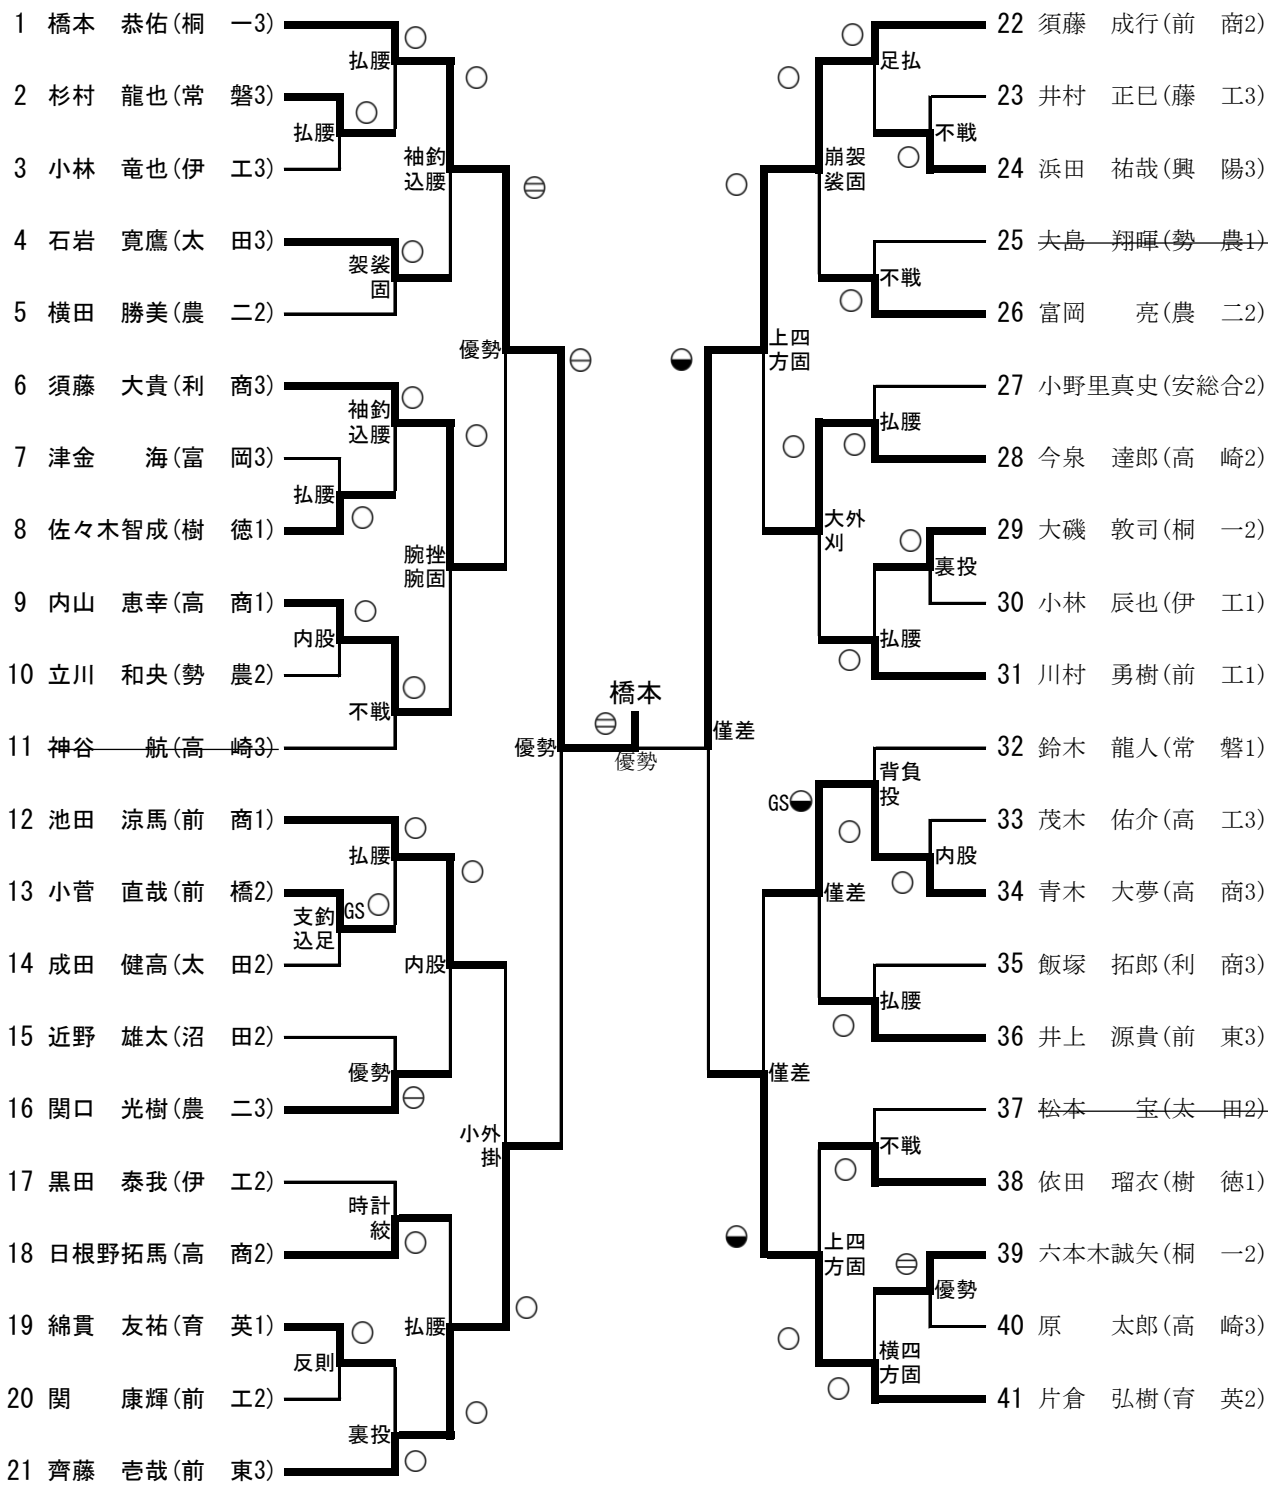 1 橋本　恭佑(桐　一3)
払腰
2 杉村　龍也(常　磐3)
払腰
3 小林　竜也(伊　工3)
袖釣
込腰
4 石岩　寛鷹(太　田3)
袈裟
固
5 横田　勝美(農　二2)
優勢
6 須藤　大貴(利　商3)
袖釣
込腰
7 津金　　海(富　岡3)
払腰
8 佐々木智成(樹　徳1)
腕挫
腕固
9 内山　恵幸(高　商1)
内股
10 立川　和央(勢　農2)
不戦
11 神谷　　航(高　崎3)
優勢
12 池田　涼馬(前　商1)
払腰
13 小菅　直哉(前　橋2)
支釣
込足
GS
14 成田　健高(太　田2)
内股
15 近野　雄太(沼　田2)
優勢
16 関口　光樹(農　二3)
小外
掛
17 黒田　泰我(伊　工2)
時計
絞
18 日根野拓馬(高　商2)
19 綿貫　友祐(育　英1)
払腰
反則
20 関　　康輝(前　工2)
裏投
21 齊藤　壱哉(前　東3)
橋本
優勢
22 須藤　成行(前　商2)
足払
23 井村　正巳(藤　工3)
不戦
崩袈
裟固
24 浜田　祐哉(興　陽3)
25 大島　翔暉(勢　農1)
不戦
26 富岡　　亮(農　二2)
上四
方固
27 小野里真史(安総合2)
払腰
28 今泉　達郎(高　崎2)
大外
刈
29 大磯　敦司(桐　一2)
裏投
30 小林　辰也(伊　工1)
払腰
31 川村　勇樹(前　工1)
僅差
32 鈴木　龍人(常　磐1)
背負
投
GS
33 茂木　佑介(高　工3)
内股
34 青木　大夢(高　商3)
僅差
35 飯塚　拓郎(利　商3)
払腰
36 井上　源貴(前　東3)
僅差
37 松本　　宝(太　田2)
不戦
38 依田　瑠衣(樹　徳1)
上四
方固
39 六本木誠矢(桐　一2)
優勢
40 原　　太郎(高　崎3)
横四
方固
41 片倉　弘樹(育　英2)